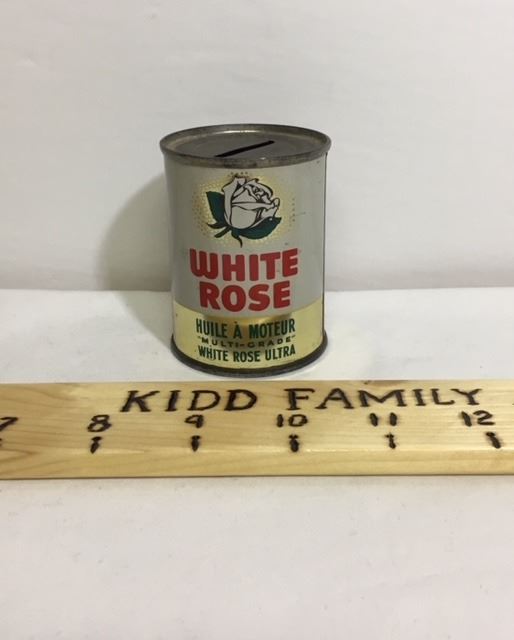 WHITE
ROSE
HUILE À MOTEUR
"MULTI-GRADE"
WHITE ROSE ULTRA
KIDD FAMILY
7 8 9 10 11 12